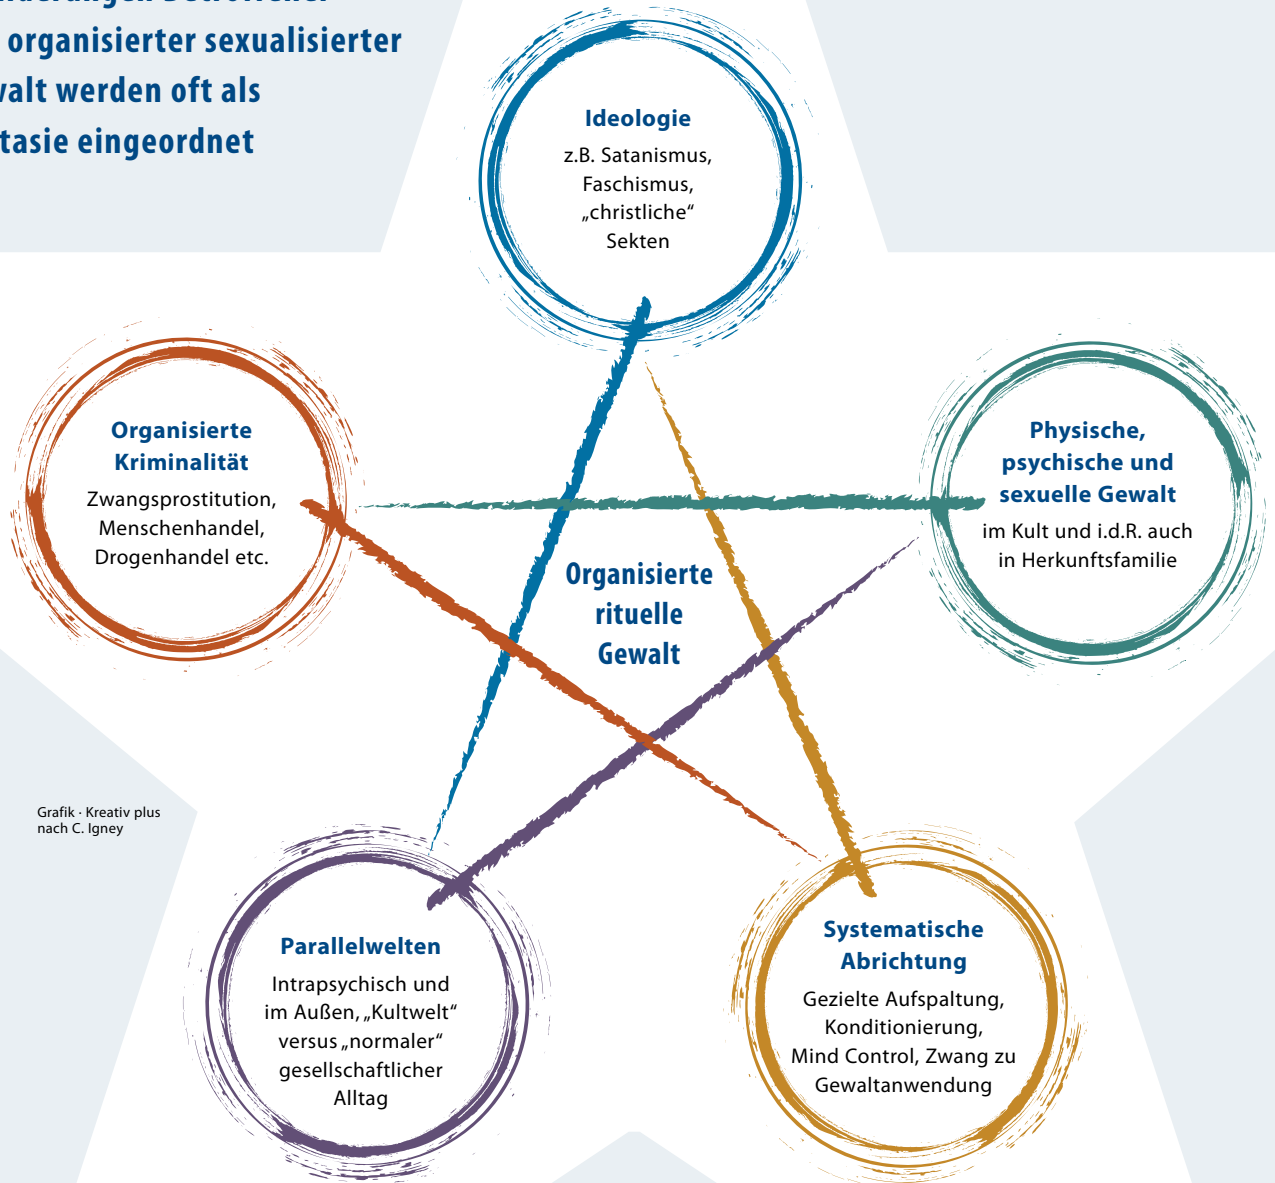 organisierter sexualisierter
werden oft als
eingeordnet
Ideologie
z.B. Satanismus,
Faschismus,
„christliche“
Sekten
Organisierte
Kriminalität
Zwangsprostitution,
Menschenhandel,
Drogenhandel etc.
Physische,
psychische und
sexuelle Gewalt
im Kult und i.d.R. auch
in Herkunftsfamilie
Organisierte
rituelle
Gewalt
Grafik · Kreativ plus
nach C. Igney
Parallelwelten
Intrapsychisch und
im Außen, „Kultwelt“
versus „normaler“
gesellschaftlicher
Alltag
Systematische
Abrichtung
Gezielte Aufspaltung,
Konditionierung,
Mind Control, Zwang zu
Gewaltanwendung